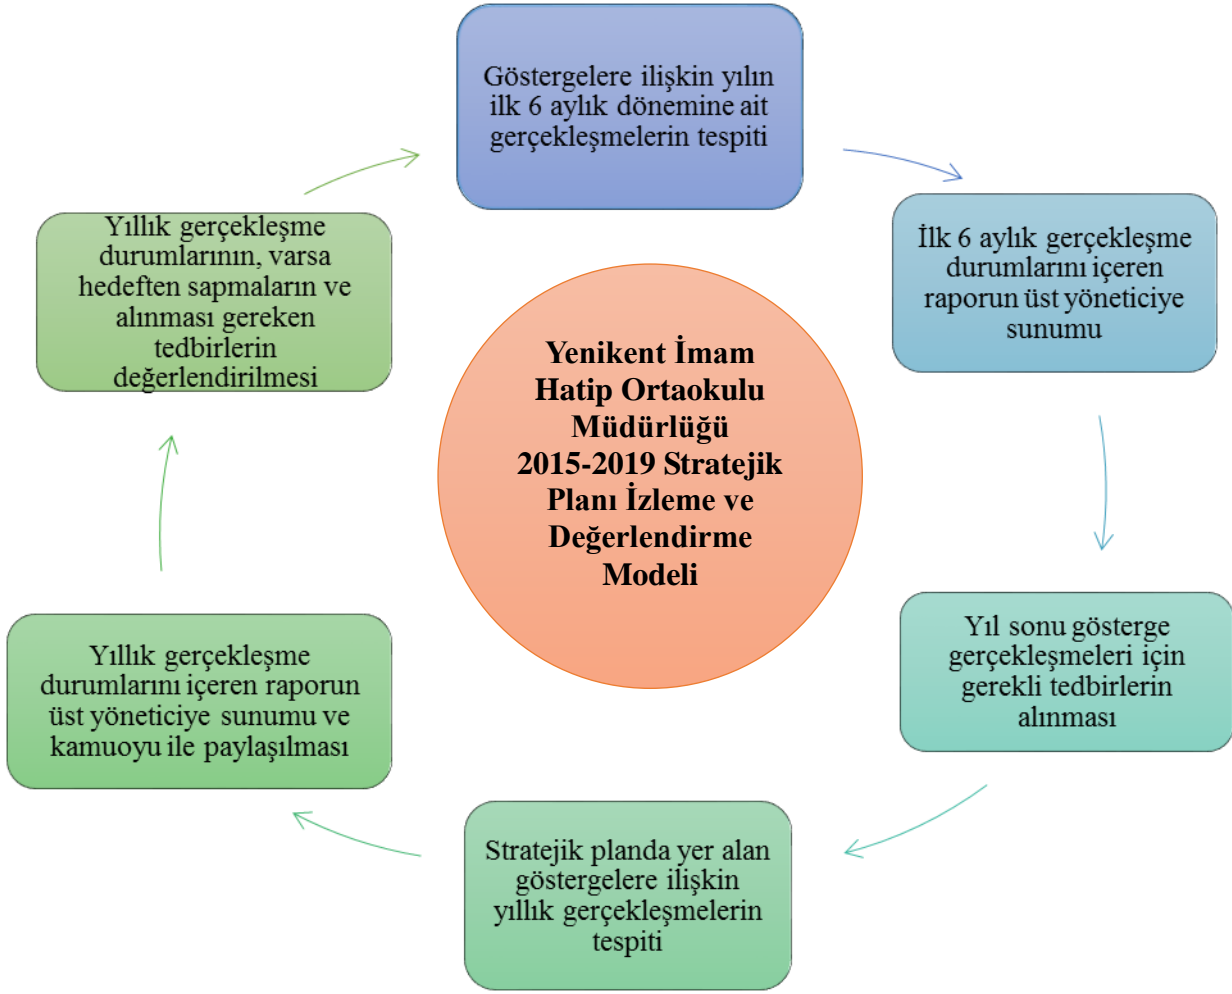 Göstergelere ilişkin yılın
ilk 6 aylık dönemine ait
gerçekleşmelerin tespiti
İlk 6 aylık gerçekleşme
durumlarını içeren
raporun üst yöneticiye
sunumu
Yıl sonu gösterge
gerçekleşmeleri için
gerekli tedbirlerin
alınması
Stratejik planda yer alan
göstergelere ilişkin
yıllık gerçekleşmelerin
tespiti
Yıllık gerçekleşme
durumlarını içeren raporun
üst yöneticiye sunumu ve
kamuoyu ile paylaşılması
Yıllık gerçekleşme
durumlarının, varsa
hedeften sapmaların ve
alınması gereken
tedbirlerin
değerlendirilmesi
Yenikent İmam
Hatip Ortaokulu
Müdürlüğü
2015-2019 Stratejik
Planı İzleme ve
Değerlendirme
Modeli